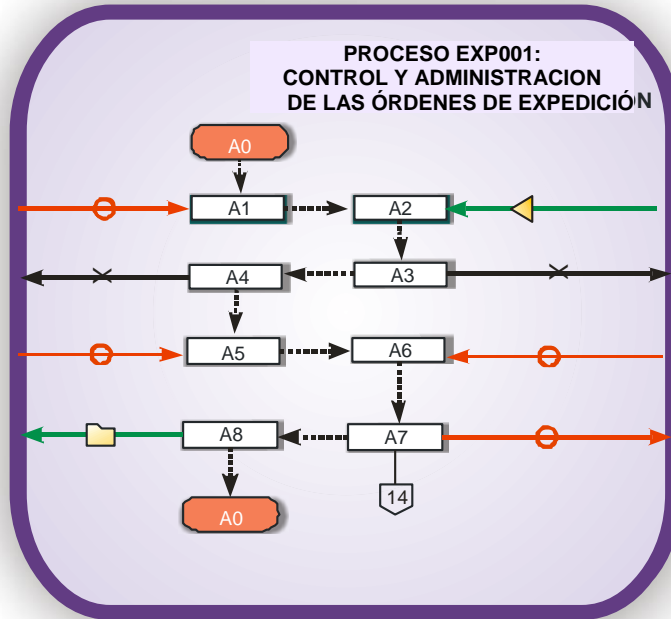 PROCESO EXP001:
CONTROL Y ADMINISTRACION
DE LAS ÓRDENES DE EXPEDICIÓN
A0
A1
A2
A4
A3
A5
A6
A8
A7
14
A0